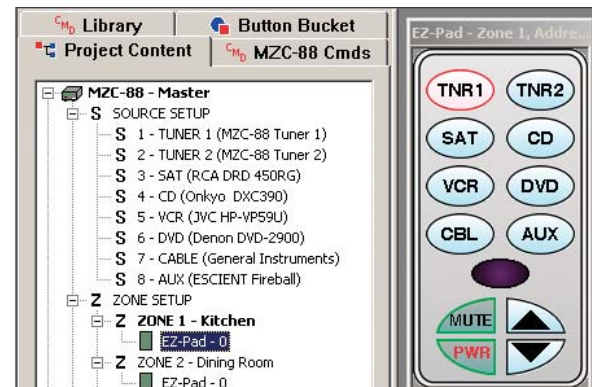 CMD Library Button Bucket
Project Content CMD MZC-88 Cmds
MZC-88 - Master
S SOURCE SETUP
S 1 - TUNER 1 (MZC-88 Tuner 1)
S 2 - TUNER 2 (MZC-88 Tuner 2)
S 3 - SAT (RCA DRD 450RG)
S 4 - CD (Onkyo DXC390)
S 5 - VCR (JVC HP-VP59U)
S 6 - DVD (Denon DVD-2900)
S 7 - CABLE (General Instruments)
S 8 - AUX (ESCIENT Fireball)
Z ZONE SETUP
Z ZONE 1 - Kitchen
EZ-Pad - 0
Z ZONE 2 - Dining Room
EZ-Pad - 0
EZ-Pad - Zone 1, Addre...
TNR1 TNR2
SAT CD
VCR DVD
CBL AUX
MUTE
PWR